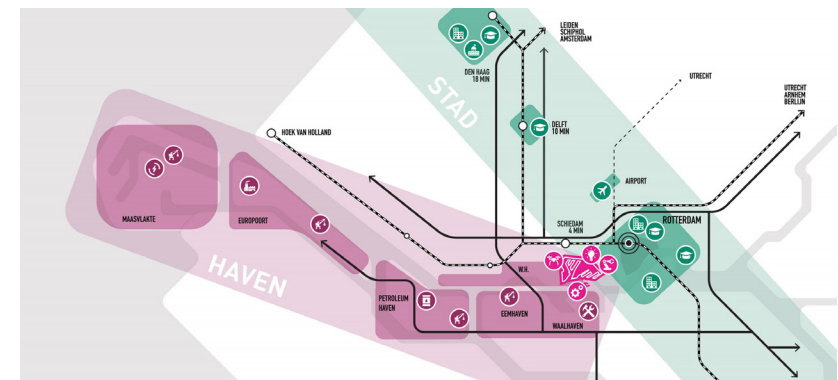 LEIDEN
SCHIPHOL
AMSTERDAM
DEN HAAG
18 MIN
STAD
UTRECHT
UTRECHT
ARNHEM
BERLIJN
DELFT
10 MIN
HOEK VAN HOLLAND
AIRPORT
MAASVLAKTE
EUROPOORT
SCHIEDAM
4 MIN
ROTTERDAM
HAVEN
W.H.
PETROLEUM
HAVEN
EEMHAVEN
WAALHAVEN